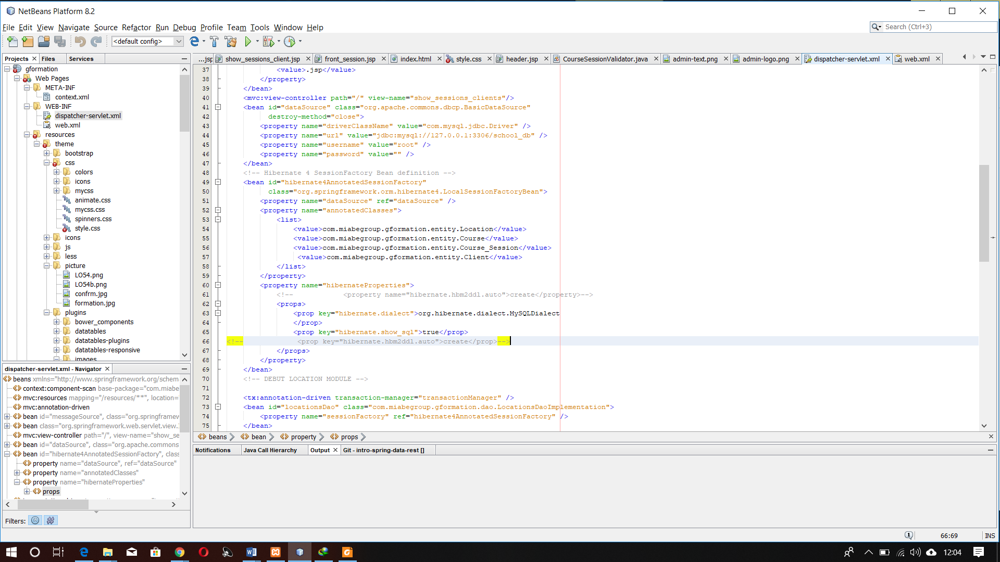 NetBeans Platform 8.2
File Edit View Navigate Source Refactor Run Debug Profile Team Tools Window Help
Search (Ctrl+3)
<default config>
Projects Files Services
gformation
Web Pages
META-INF
context.xml
WEB-INF
dispatcher-servlet.xml
web.xml
resources
theme
bootstrap
css
colors
icons
mycss
animate.css
mycss.css
spinners.css
style.css
icons
js
less
picture
LO54.png
LO54b.png
confrm.jpg
formation.jpg
plugins
bower_components
datatables
datatables-plugins
datatables-responsive
images
...jsp show_sessions_client.jsp front_session.jsp index.html style.css header.jsp CourseSessionValidator.java admin-text.png admin-logo.png dispatcher-servlet.xml web.xml
37 <value>.jsp</value>
38 </property>
39 </bean>
40 <mvc:view-controller path="/" view-name="show_sessions_clients"/>
41 <bean id="dataSource" class="org.apache.commons.dbcp.BasicDataSource"
42 destroy-method="close">
43 <property name="driverClassName" value="com.mysql.jdbc.Driver" />
44 <property name="url" value="jdbc:mysql://127.0.0.1:3306/school_db" />
45 <property name="username" value="root" />
46 <property name="password" value="" />
47 </bean>
48 <!-- Hibernate 4 SessionFactory Bean definition -->
49 <bean id="hibernate4AnnotatedSessionFactory"
50 class="org.springframework.orm.hibernate4.LocalSessionFactoryBean">
51 <property name="dataSource" ref="dataSource" />
52 <property name="annotatedClasses">
53 <list>
54 <value>com.miabegroup.gformation.entity.Location</value>
55 <value>com.miabegroup.gformation.entity.Course</value>
56 <value>com.miabegroup.gformation.entity.Course_Session</value>
57 <value>com.miabegroup.gformation.entity.Client</value>
58 </list>
59 </property>
60 <property name="hibernateProperties">
61 <!-- <property name="hibernate.hbm2ddl.auto">create</property>-->
62 <props>
63 <prop key="hibernate.dialect">org.hibernate.dialect.MySQLDialect
64 </prop>
65 <prop key="hibernate.show_sql">true</prop>
66 <!-- <prop key="hibernate.hbm2ddl.auto">create</prop>-->
67 </props>
68 </property>
69 </bean>
70 <!-- DEBUT LOCATION MODULE -->
71
72 <tx:annotation-driven transaction-manager="transactionManager" />
73 <bean id="locationsDao" class="com.miabegroup.gformation.dao.LocationsDaoImplementation">
74 <property name="sessionFactory" ref="hibernate4AnnotatedSessionFactory" />
75 </bean>
beans bean property props
dispatcher-servlet.xml - Navigator
beans xmlns="http://www.springframework.org/schem
context:component-scan base-package="com.miabe
mvc:resources mapping="/resources/**", location="
mvc:annotation-driven
bean id="messageSource", class="org.springframew
bean class="org.springframework.web.servlet.view.I
mvc:view-controller path="/", view-name="show_se
bean id="dataSource", class="org.apache.commons
bean id="hibernate4AnnotatedSessionFactory", clas
property name="dataSource", ref="dataSource"
property name="annotatedClasses"
property name="hibernateProperties"
props
Filters:
Notifications Java Call Hierarchy Output Git - intro-spring-data-rest []
66:69 INS
12:04